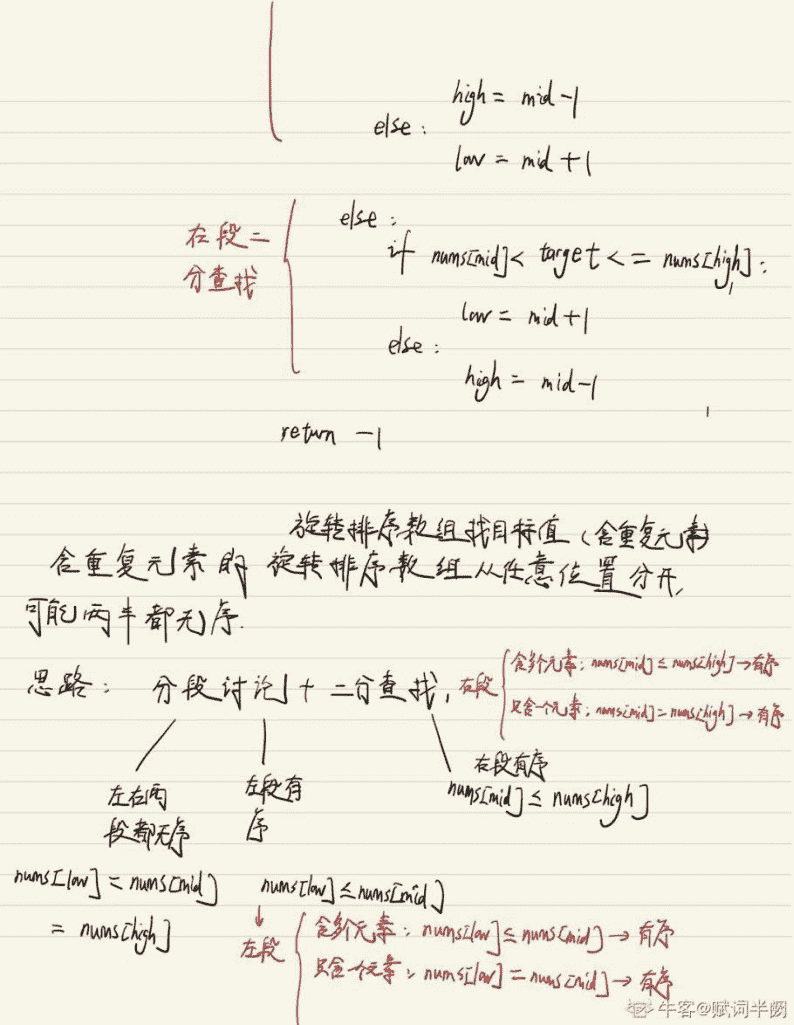 high = mid-1
else:
low = mid+1
右段二
分查找
else:
if nums[mid]< target <= nums[high]:
low = mid+1
else:
high = mid-1
return -1
旋转排序数组找目标值(含重复元素)
含重复元素的旋转排序数组从任意位置分开,
可能两半都无序.
思路: 分段讨论+二分查找,
右段
含多个元素: nums[mid]≤nums[high]→有序
只含一个元素: nums[mid]=nums[high]→有序
左右两
段都无序
左段有
序
右段有序
nums[mid]≤nums[high]
nums[low]=nums[mid]
=nums[high]
nums[low]≤nums[mid]
左段
含多个元素: nums[low]≤nums[mid]→有序
只含一个元素: nums[low]=nums[mid]→有序
牛客@赋词半阙